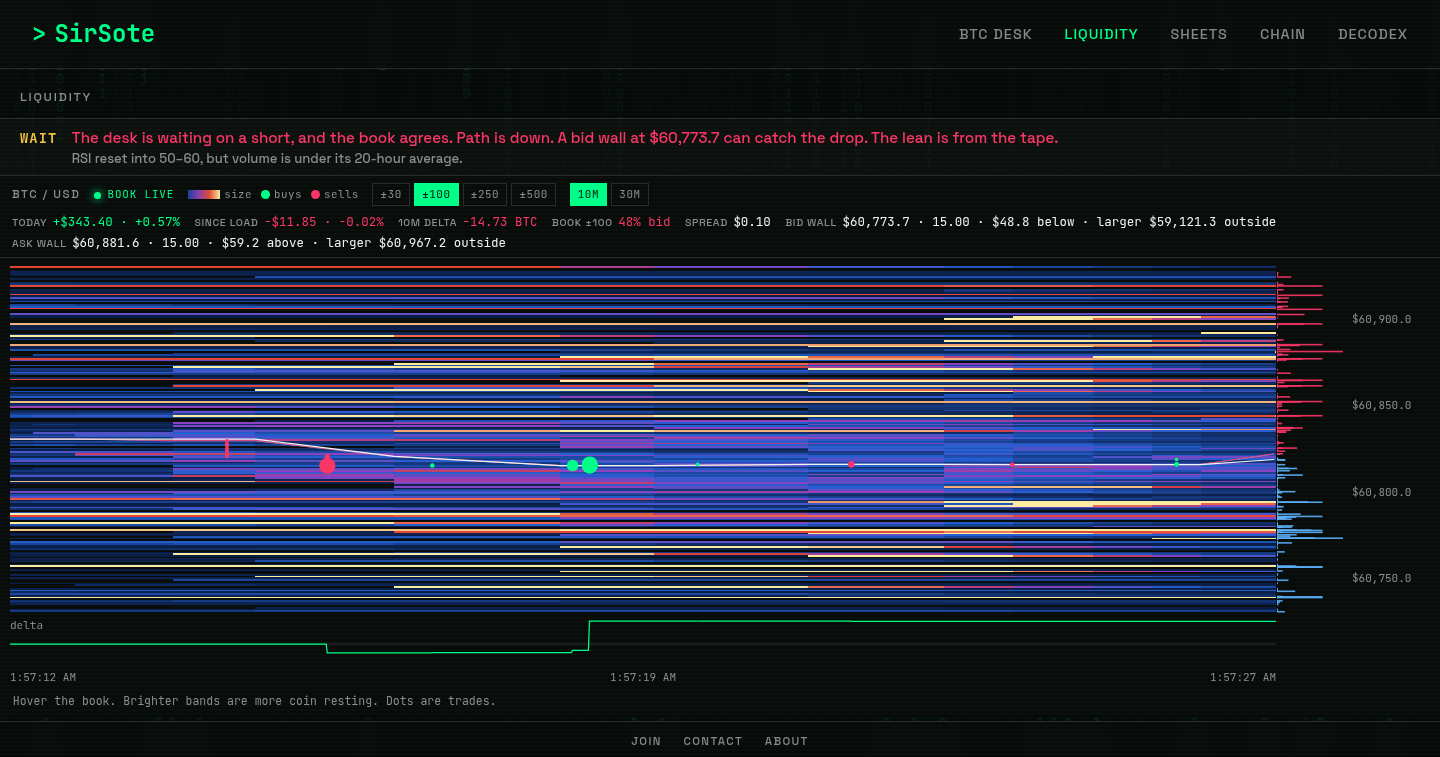 > SirSote
BTC DESK LIQUIDITY SHEETS CHAIN DECODEX
LIQUIDITY
WAIT The desk is waiting on a short, and the book agrees. Path is down. A bid wall at $60,773.7 can catch the drop. The lean is from the tape.
RSI reset into 50–60, but volume is under its 20-hour average.
BTC / USD BOOK LIVE size buys sells ±30 ±100 ±250 ±500 10M 30M
TODAY +$343.40 · +0.57% SINCE LOAD -$11.85 · -0.02% 10M DELTA -14.73 BTC BOOK ±100 48% bid SPREAD $0.10 BID WALL $60,773.7 · 15.00 · $48.8 below · larger $59,121.3 outside
ASK WALL $60,881.6 · 15.00 · $59.2 above · larger $60,967.2 outside
$60,900.0
$60,850.0
$60,800.0
$60,750.0
delta
1:57:12 AM 1:57:19 AM 1:57:27 AM
Hover the book. Brighter bands are more coin resting. Dots are trades.
JOIN CONTACT ABOUT